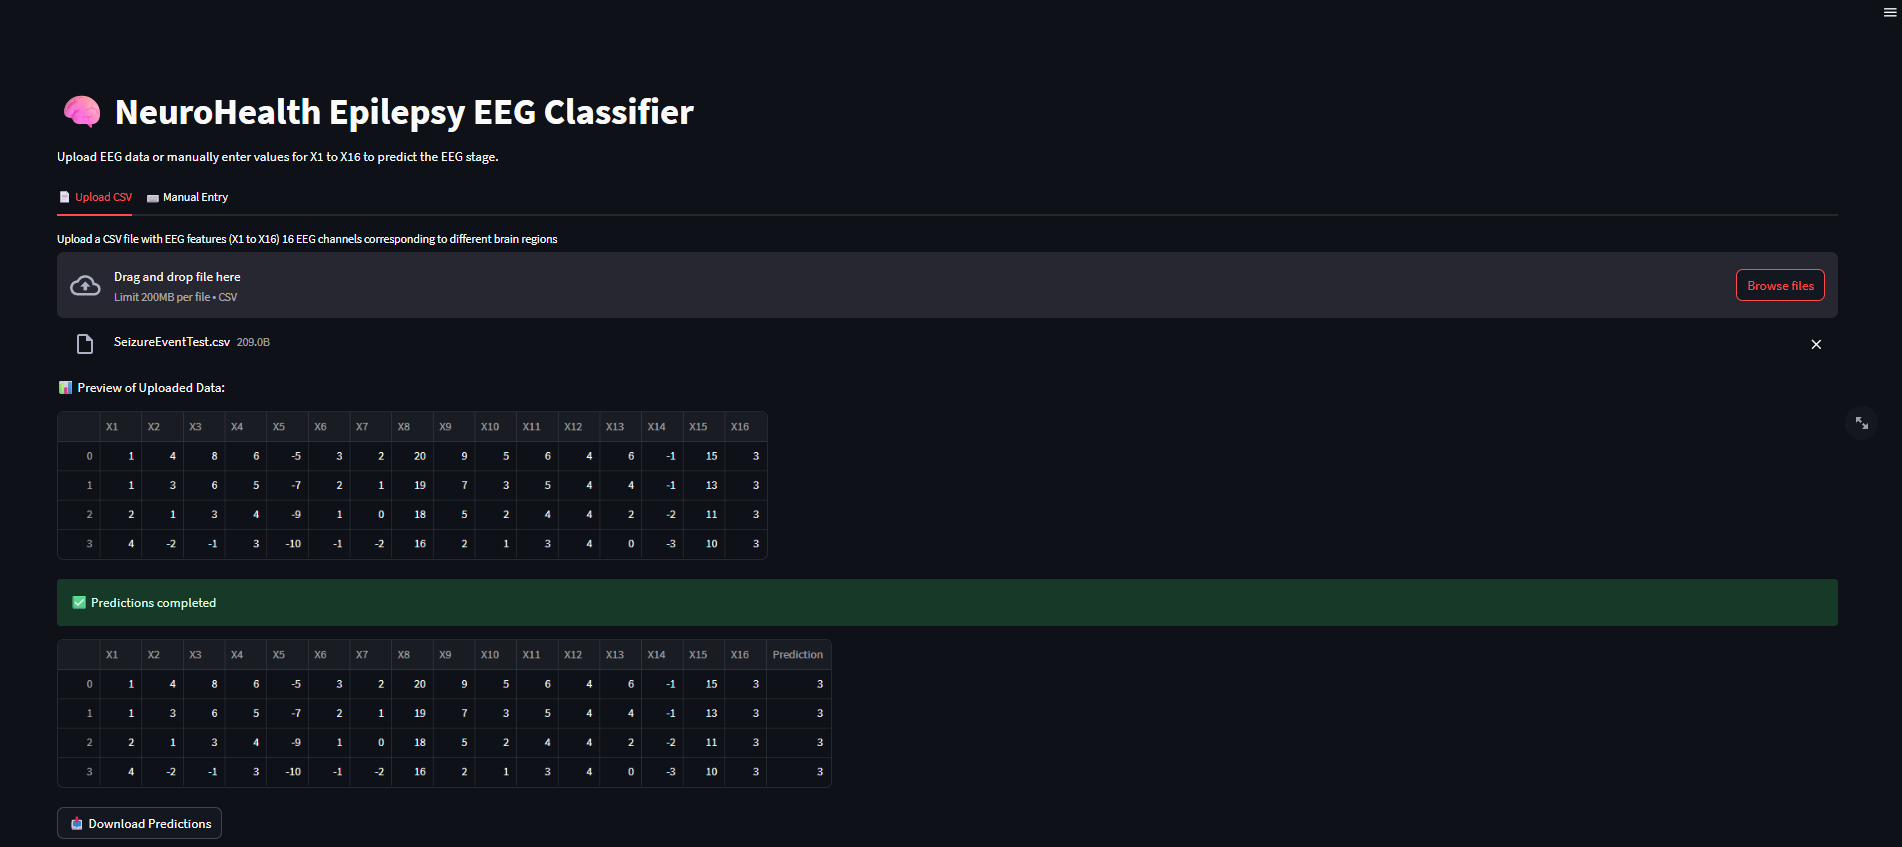 NeuroHealth Epilepsy EEG Classifier
Upload EEG data or manually enter values for X1 to X16 to predict the EEG stage.
Upload CSV Manual Entry
Upload a CSV file with EEG features (X1 to X16) 16 EEG channels corresponding to different brain regions
Drag and drop file here
Limit 200MB per file • CSV
Browse files
SeizureEventTest.csv 209.0B
Preview of Uploaded Data:
X1 X2 X3 X4 X5 X6 X7 X8 X9 X10 X11 X12 X13 X14 X15 X16
0 1 4 8 6 -5 3 2 20 9 5 6 4 6 -1 15 3
1 1 3 6 5 -7 2 1 19 7 3 5 4 4 -1 13 3
2 2 1 3 4 -9 1 0 18 5 2 4 4 2 -2 11 3
3 4 -2 -1 3 -10 -1 -2 16 2 1 3 4 0 -3 10 3
Predictions completed
X1 X2 X3 X4 X5 X6 X7 X8 X9 X10 X11 X12 X13 X14 X15 X16 Prediction
0 1 4 8 6 -5 3 2 20 9 5 6 4 6 -1 15 3 3
1 1 3 6 5 -7 2 1 19 7 3 5 4 4 -1 13 3 3
2 2 1 3 4 -9 1 0 18 5 2 4 4 2 -2 11 3 3
3 4 -2 -1 3 -10 -1 -2 16 2 1 3 4 0 -3 10 3 3
Download Predictions